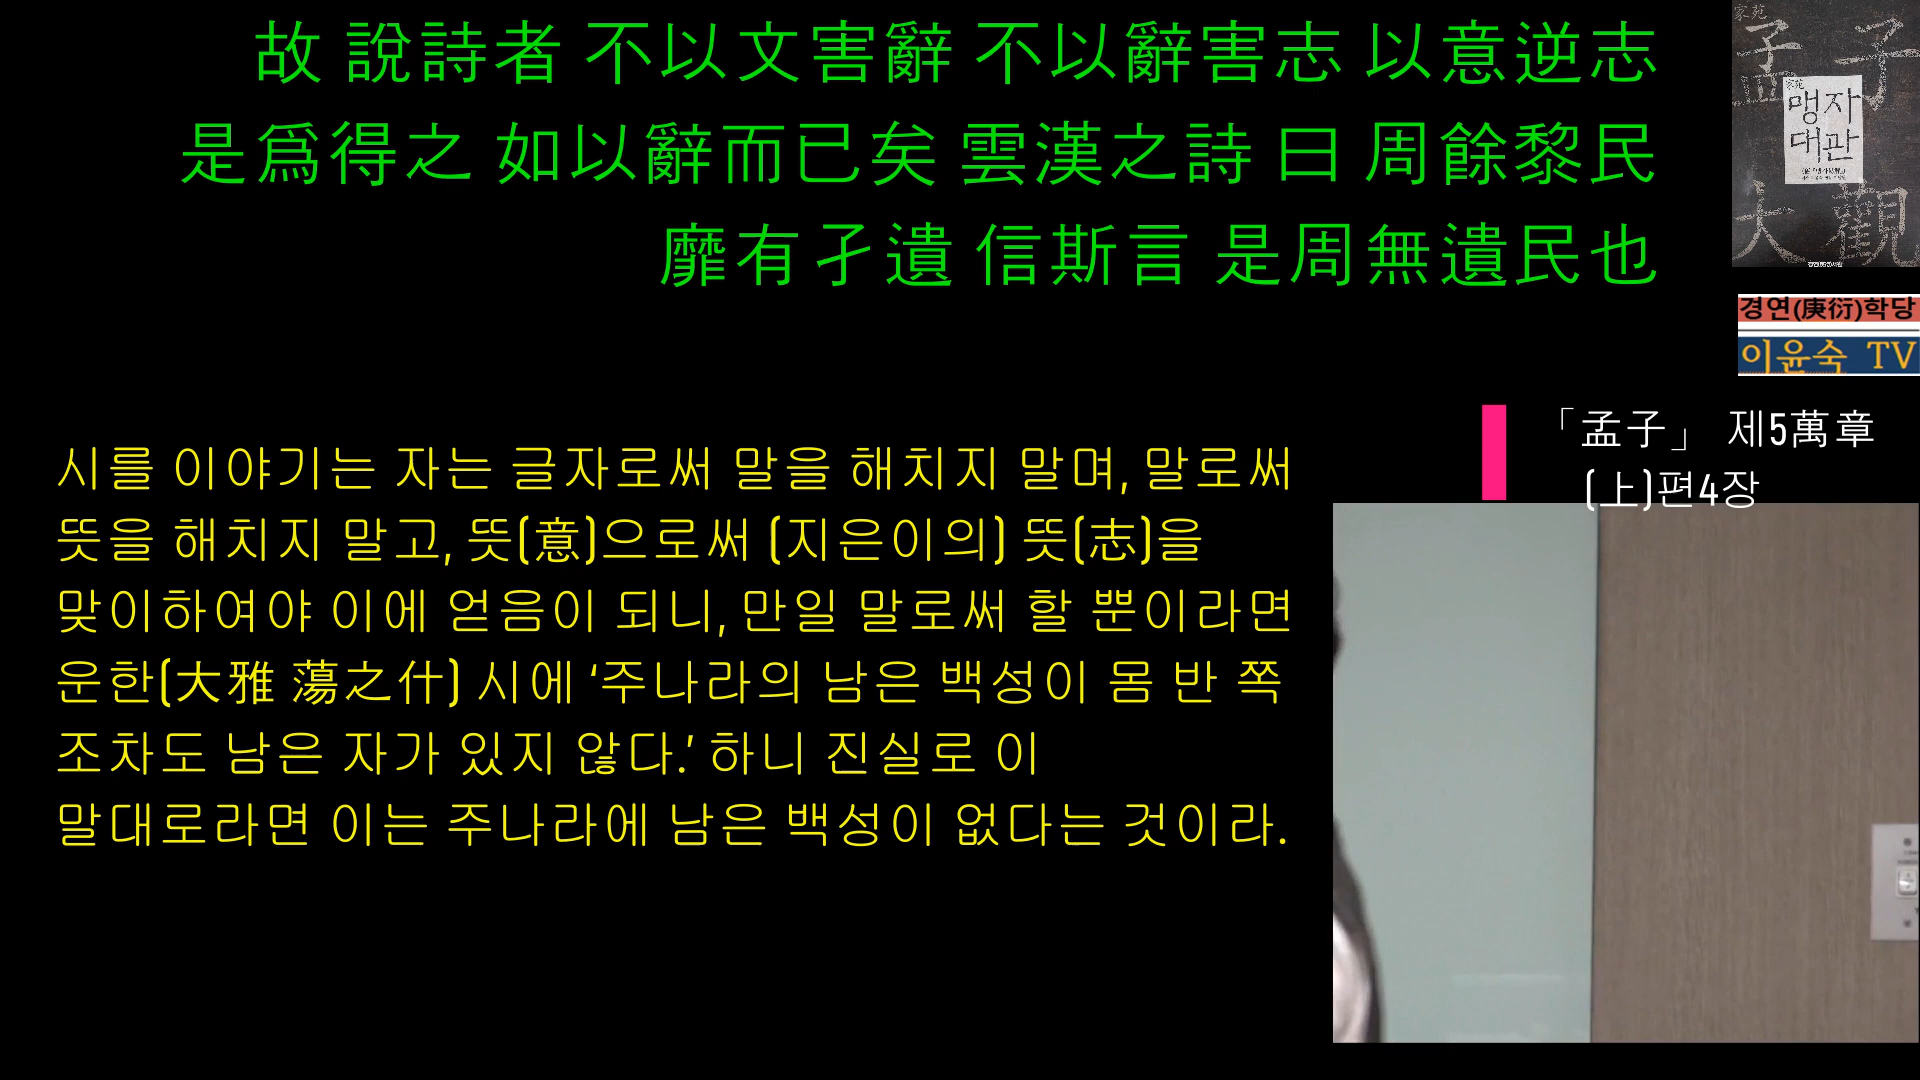 故 說詩者 不以文害辭 不以辭害志 以意逆志
是爲得之 如以辭而已矣 雲漢之詩 曰 周餘黎民
靡有孑遺 信斯言 是周無遺民也
家苑
孟子
맹자
대관
大觀
경연(庚衍)학당
이윤숙 TV
「孟子」 제5萬章
(上)편4장
시를 이야기는 자는 글자로써 말을 해치지 말며, 말로써
뜻을 해치지 말고, 뜻(意)으로써 (지은이의) 뜻(志)을
맞이하여야 이에 얻음이 되니, 만일 말로써 할 뿐이라면
운한(大雅 蕩之什) 시에 ‘주나라의 남은 백성이 몸 반 쪽
조차도 남은 자가 있지 않다.’ 하니 진실로 이
말대로라면 이는 주나라에 남은 백성이 없다는 것이라.